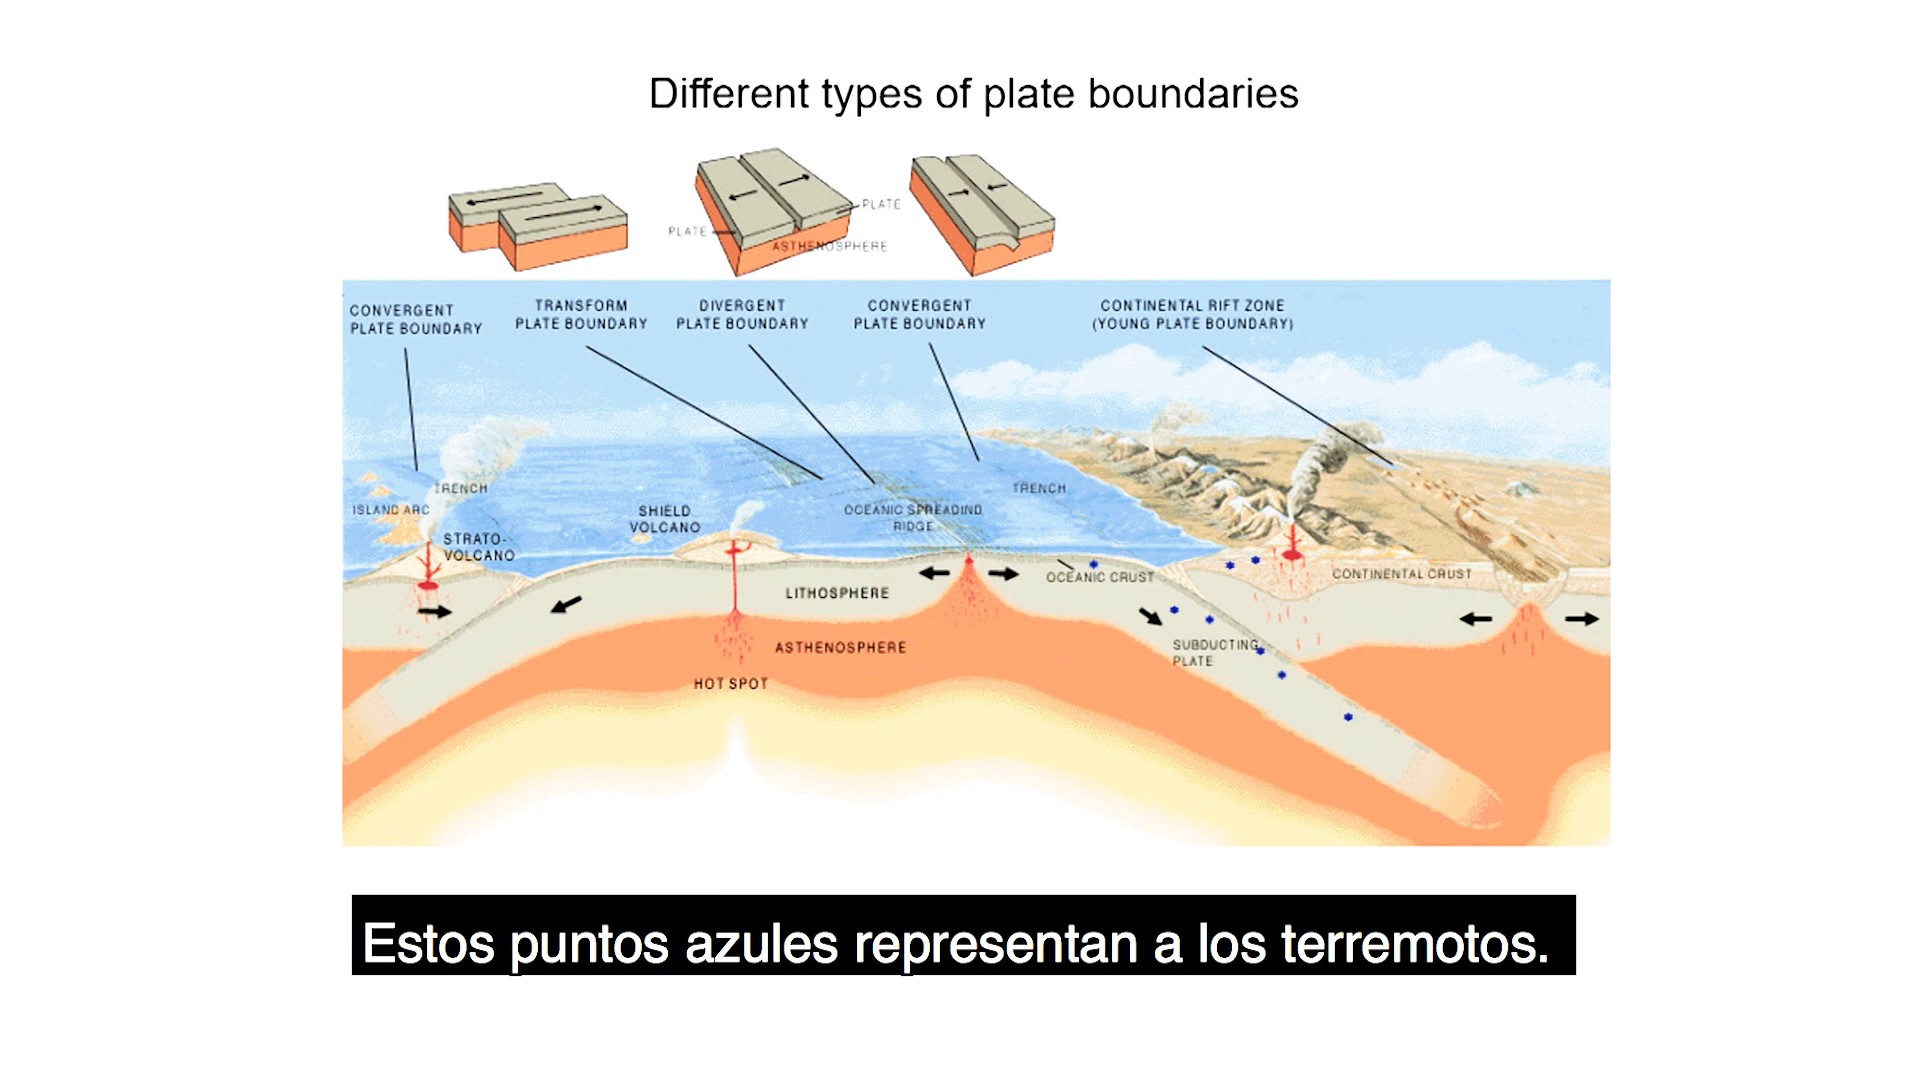 Different types of plate boundaries
PLATE
PLATE
ASTHENOSPHERE
CONVERGENT
PLATE BOUNDARY
TRANSFORM
PLATE BOUNDARY
DIVERGENT
PLATE BOUNDARY
CONVERGENT
PLATE BOUNDARY
CONTINENTAL RIFT ZONE
(YOUNG PLATE BOUNDARY)
TRENCH
ISLAND ARC
STRATO-
VOLCANO
SHIELD
VOLCANO
OCEANIC SPREADIND
RIDGE
TRENCH
OCEANIC CRUST
CONTINENTAL CRUST
LITHOSPHERE
ASTHENOSPHERE
HOT SPOT
SUBDUCTING
PLATE
Estos puntos azules representan a los terremotos.